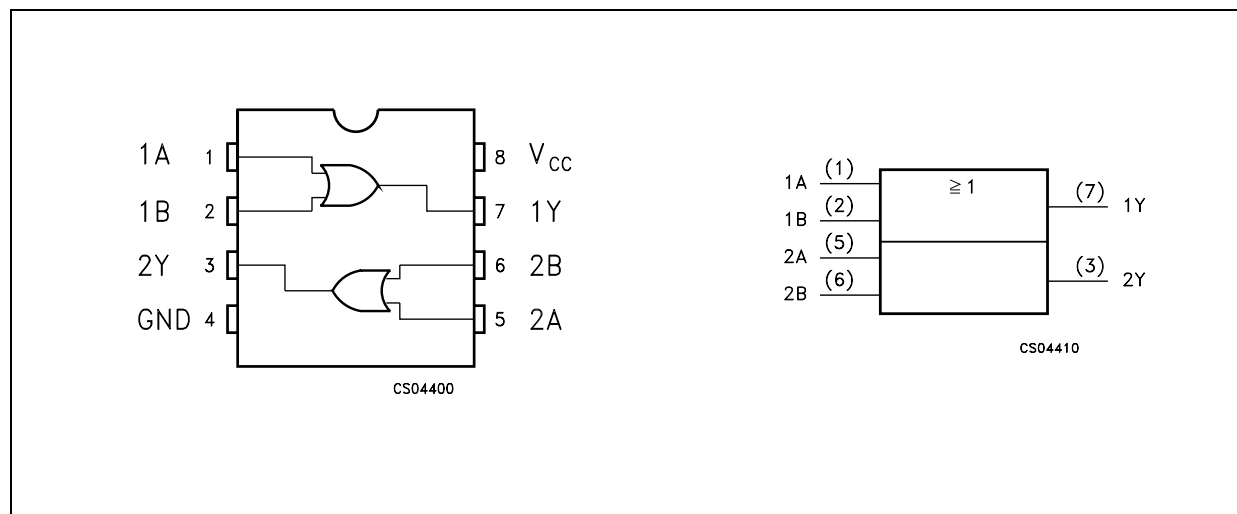 1A 1 8 VCC
1B 2 7 1Y
2Y 3 6 2B
GND 4 5 2A
CS04400
1A (1) ≧ 1 (7) 1Y
1B (2)
2A (5) (3) 2Y
2B (6)
CS04410